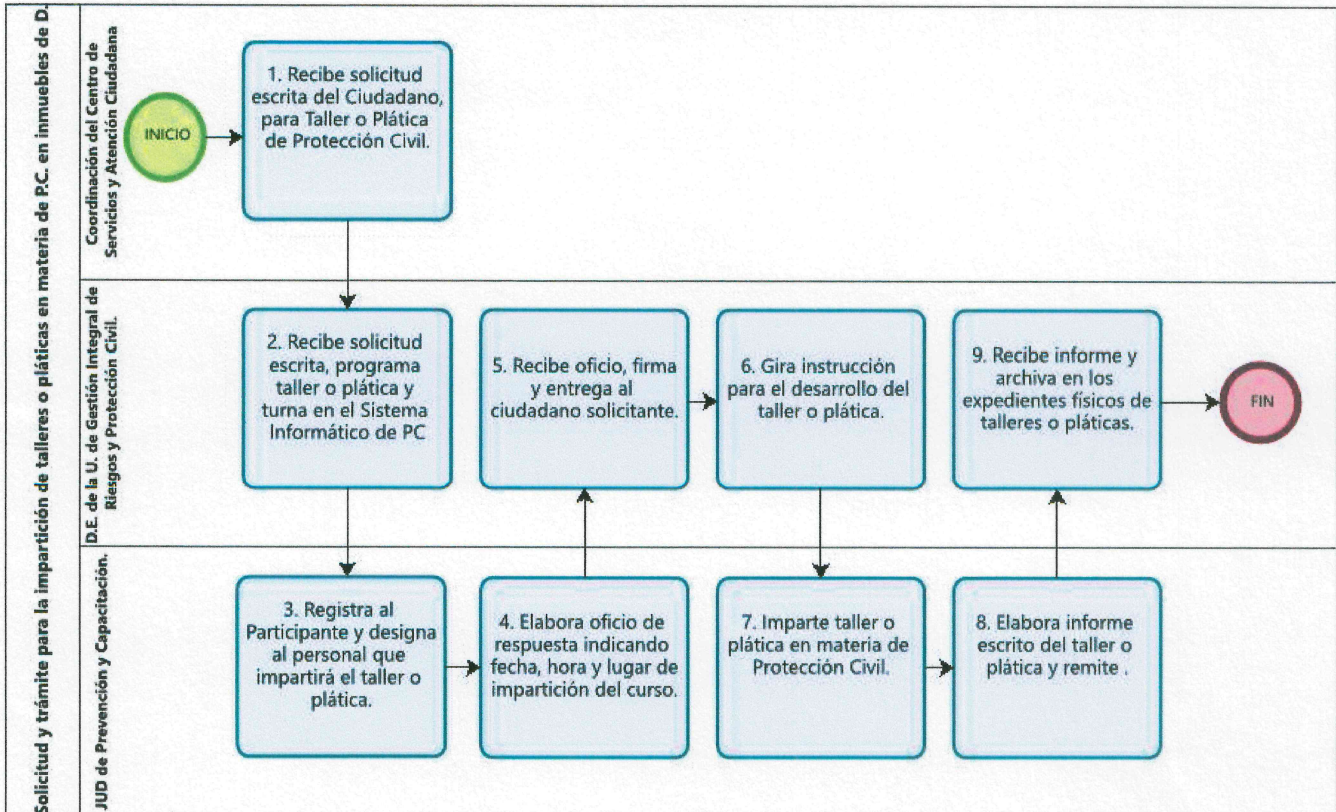 Solicitud y trámite para la impartición de talleres o pláticas en materia de P.C. en inmuebles de D.
Coordinación del Centro de
Servicios y Atención Ciudadana
INICIO
1. Recibe solicitud
escrita del Ciudadano,
para Taller o Plática
de Protección Civil.
D.E. de la U. de Gestión Integral de
Riesgos y Protección Civil.
2. Recibe solicitud
escrita, programa
taller o plática y
turna en el Sistema
Informático de PC
5. Recibe oficio, firma
y entrega al
ciudadano solicitante.
6. Gira instrucción
para el desarrollo del
taller o plática.
9. Recibe informe y
archiva en los
expedientes físicos de
talleres o pláticas.
FIN
JUD de Prevención y Capacitación.
3. Registra al
Participante y designa
al personal que
impartirá el taller o
plática.
4. Elabora oficio de
respuesta indicando
fecha, hora y lugar de
impartición del curso.
7. Imparte taller o
plática en materia de
Protección Civil.
8. Elabora informe
escrito del taller o
plática y remite .